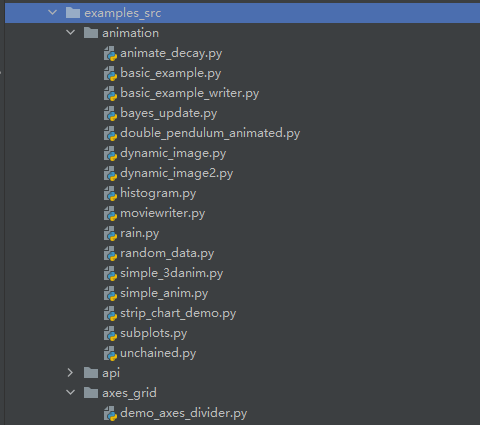 examples_src
animation
animate_decay.py
basic_example.py
basic_example_writer.py
bayes_update.py
double_pendulum_animated.py
dynamic_image.py
dynamic_image2.py
histogram.py
moviewriter.py
rain.py
random_data.py
simple_3danim.py
simple_anim.py
strip_chart_demo.py
subplots.py
unchained.py
api
axes_grid
demo_axes_divider.py